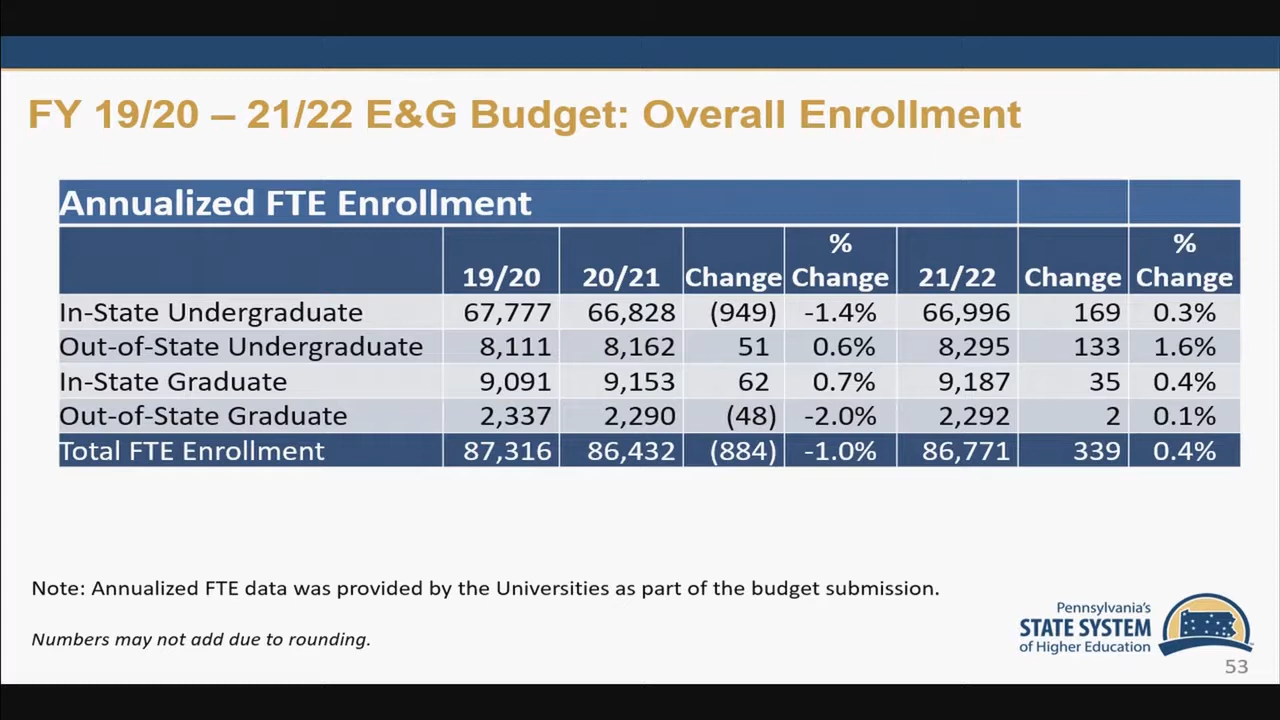 FY 19/20 – 21/22 E&G Budget: Overall Enrollment
Annualized FTE Enrollment
19/20 20/21 Change % Change 21/22 Change % Change
In-State Undergraduate 67,777 66,828 (949) -1.4% 66,996 169 0.3%
Out-of-State Undergraduate 8,111 8,162 51 0.6% 8,295 133 1.6%
In-State Graduate 9,091 9,153 62 0.7% 9,187 35 0.4%
Out-of-State Graduate 2,337 2,290 (48) -2.0% 2,292 2 0.1%
Total FTE Enrollment 87,316 86,432 (884) -1.0% 86,771 339 0.4%
Note: Annualized FTE data was provided by the Universities as part of the budget submission.
Numbers may not add due to rounding.
Pennsylvania's
STATE SYSTEM
of Higher Education
53